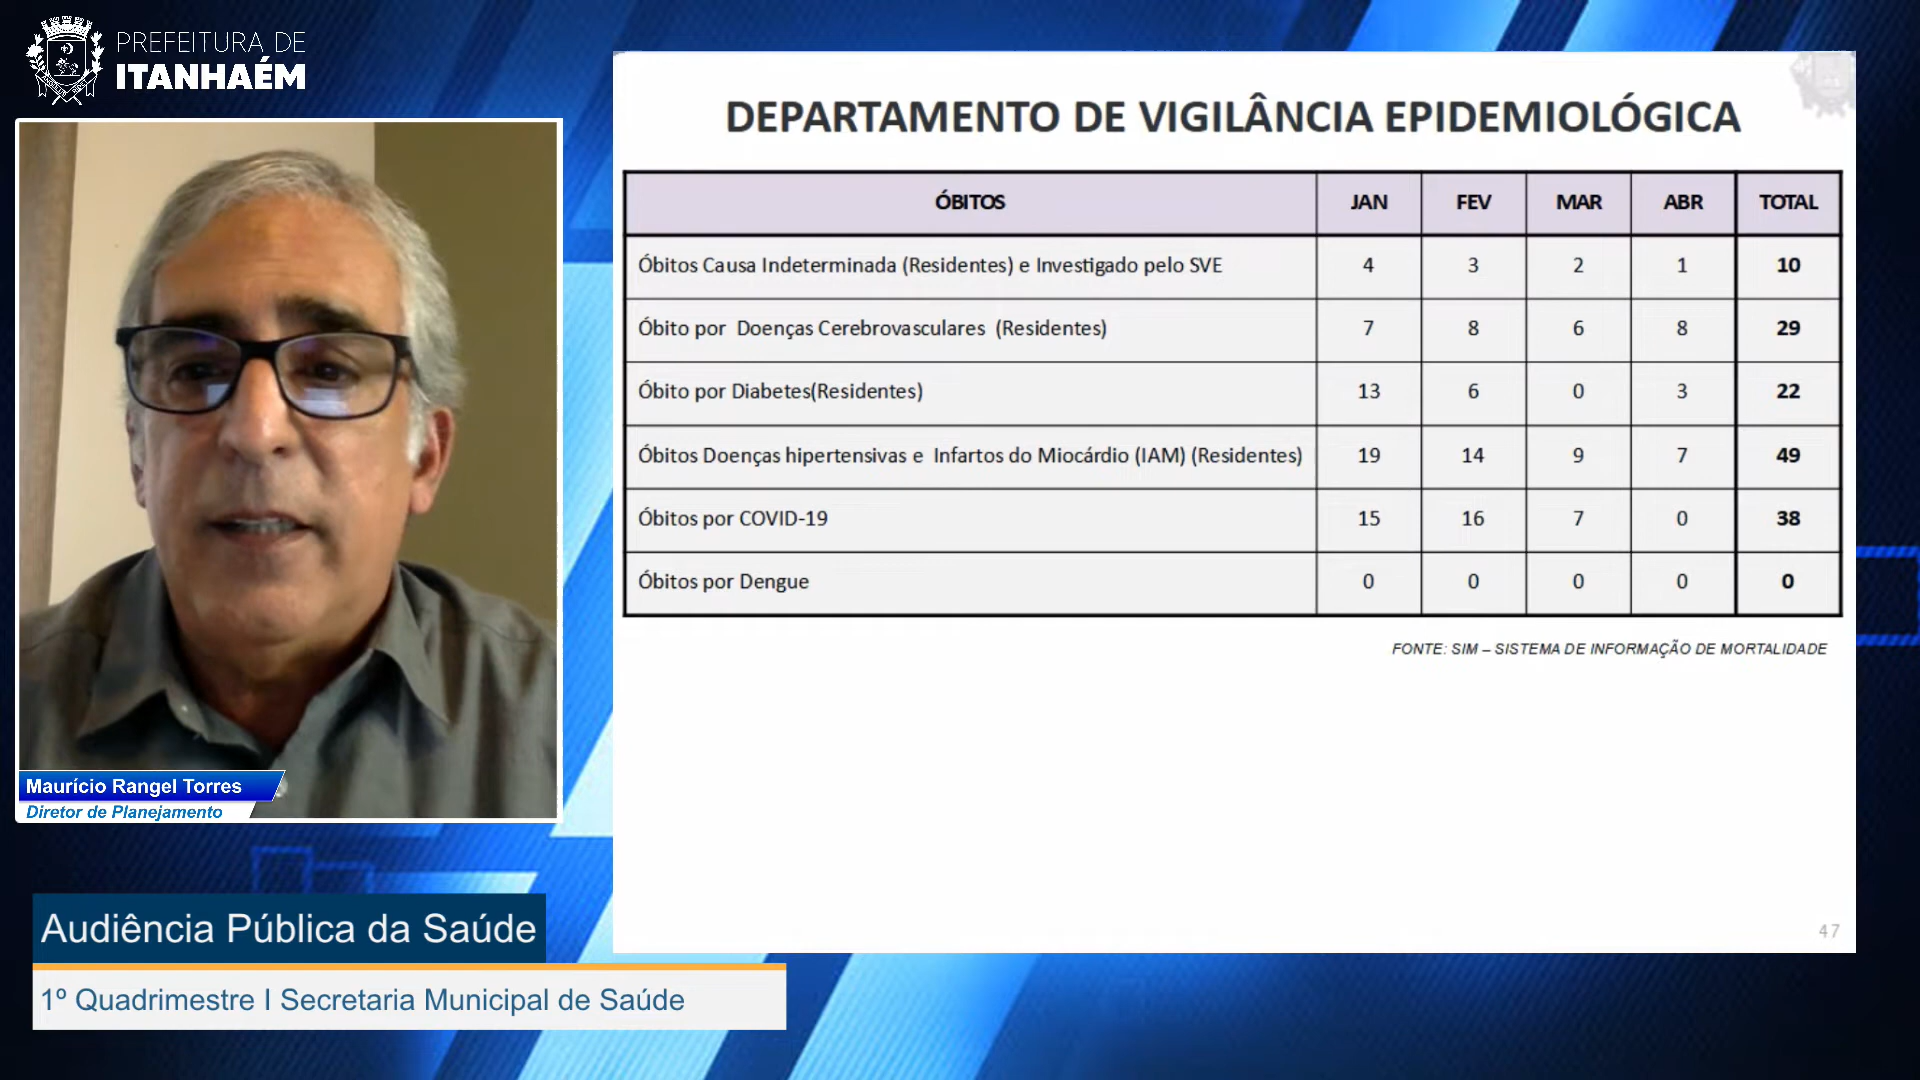 PREFEITURA DE
ITANHAÉM
DEPARTAMENTO DE VIGILÂNCIA EPIDEMIOLÓGICA
ÓBITOS JAN FEV MAR ABR TOTAL
Óbitos Causa Indeterminada (Residentes) e Investigado pelo SVE 4 3 2 1 10
Óbito por Doenças Cerebrovasculares (Residentes) 7 8 6 8 29
Óbito por Diabetes(Residentes) 13 6 0 3 22
Óbitos Doenças hipertensivas e Infartos do Miocárdio (IAM) (Residentes) 19 14 9 7 49
Óbitos por COVID-19 15 16 7 0 38
Óbitos por Dengue 0 0 0 0 0
FONTE: SIM – SISTEMA DE INFORMAÇÃO DE MORTALIDADE
47
Maurício Rangel Torres
Diretor de Planejamento
Audiência Pública da Saúde
1º Quadrimestre I Secretaria Municipal de Saúde